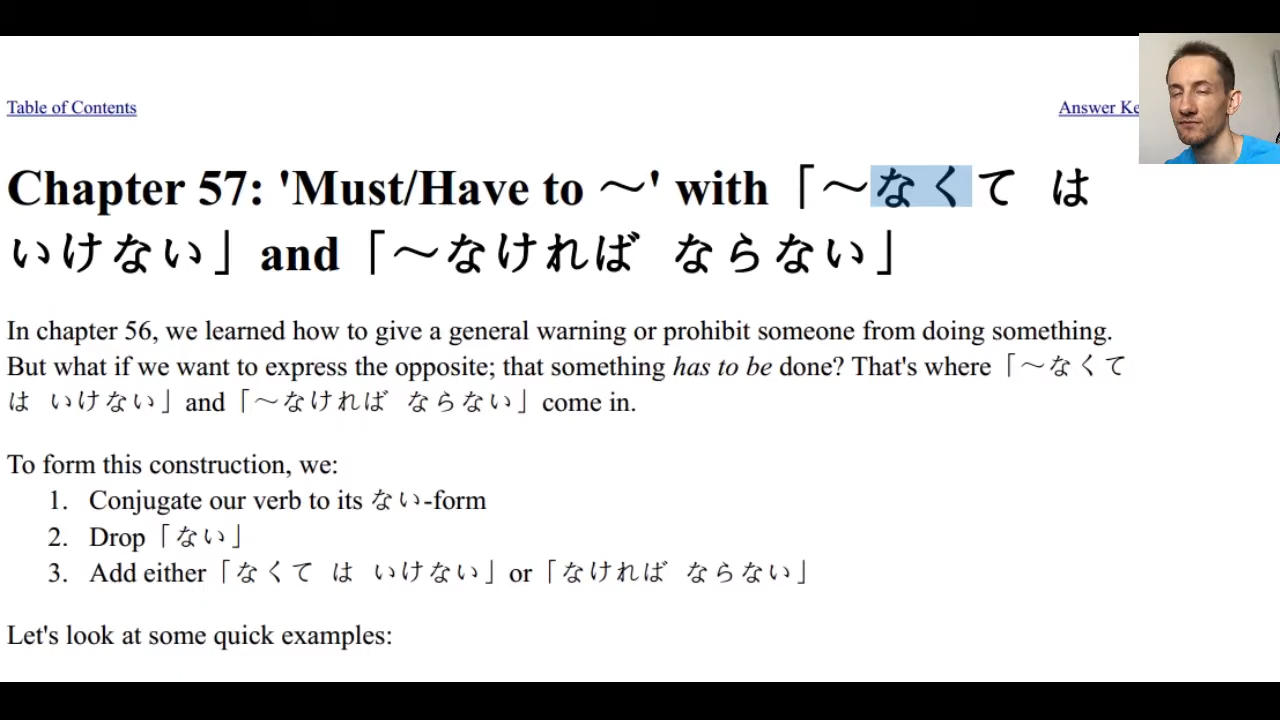 Table of Contents
Answer Ke
Chapter 57: 'Must/Have to ～' with「～なくて は
いけない」and「～なければ ならない」
In chapter 56, we learned how to give a general warning or prohibit someone from doing something.
But what if we want to express the opposite; that something has to be done? That's where「～なくて
は いけない」and「～なければ ならない」come in.
To form this construction, we:
1. Conjugate our verb to its ない-form
2. Drop「ない」
3. Add either「なくて は いけない」or「なければ ならない」
Let's look at some quick examples: